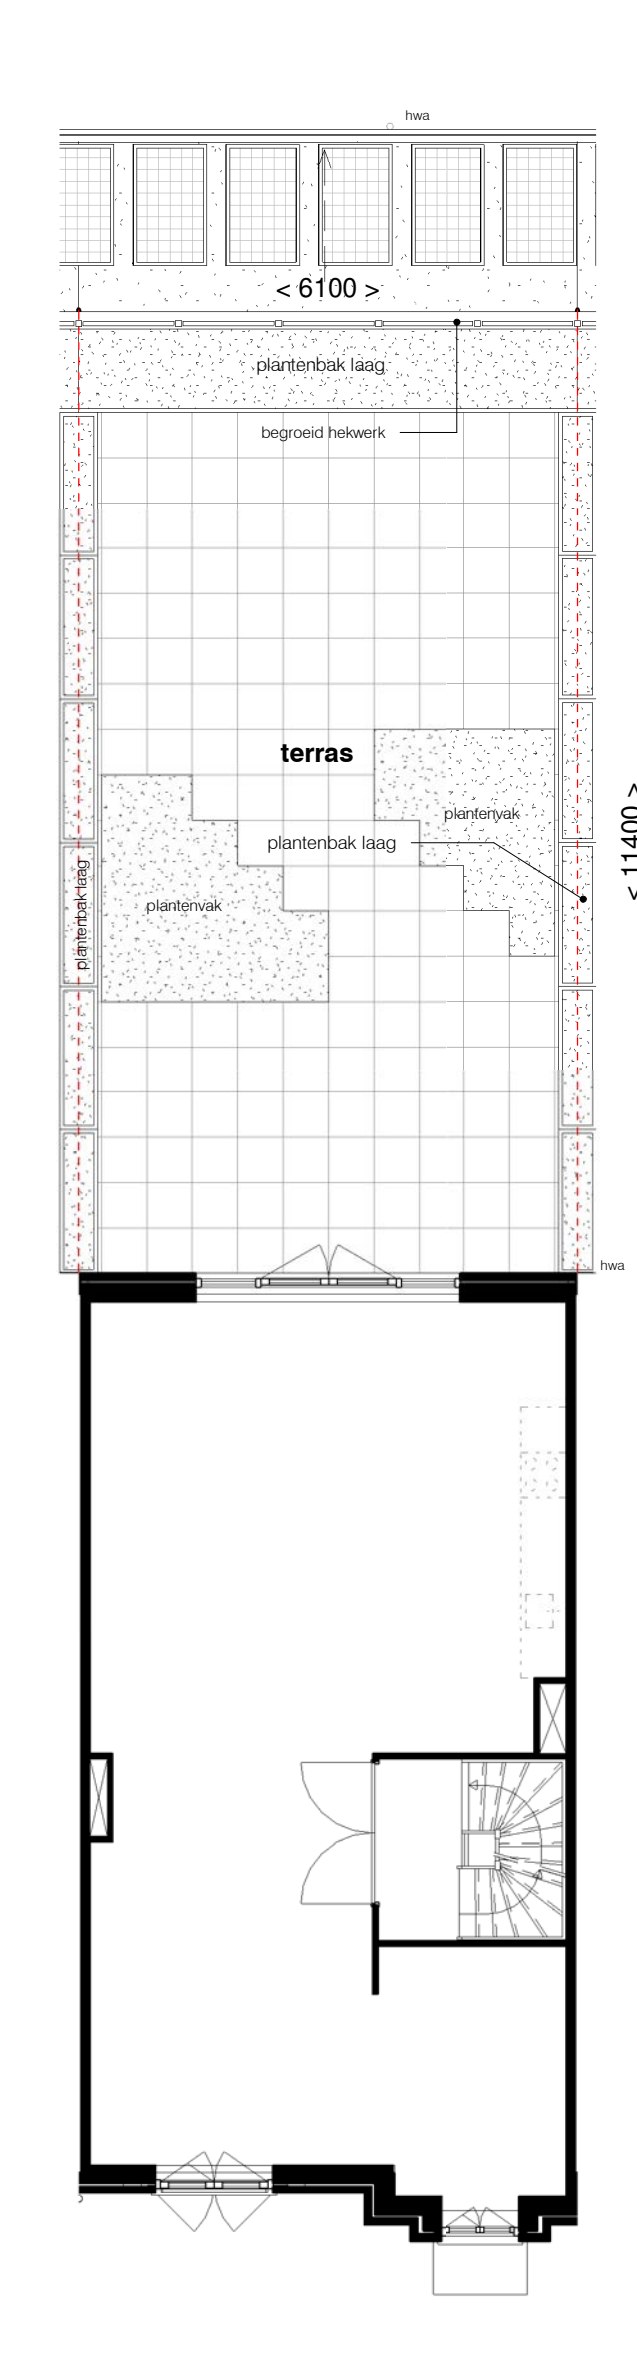 hwa
< 6100 >
plantenbak laag
begroeid hekwerk
terras
plantenvak
plantenbak laag
< 11400 >
plantenbak laag
plantenvak
hwa